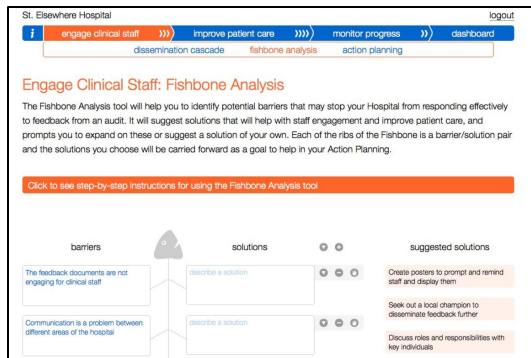 St. Elsewhere Hospital
logout
i engage clinical staff improve patient care monitor progress dashboard
dissemination cascade fishbone analysis action planning
Engage Clinical Staff: Fishbone Analysis
The Fishbone Analysis tool will help you to identify potential barriers that may stop your Hospital from responding effectively
to feedback from an audit. It will suggest solutions that will help with staff engagement and improve patient care, and
prompts you to expand on these or suggest a solution of your own. Each of the ribs of the Fishbone is a barrier/solution pair
and the solutions you choose will be carried forward as a goal to help in your Action Planning.
Click to see step-by-step instructions for using the Fishbone Analysis tool
barriers solutions suggested solutions
The feedback documents are not
engaging for clinical staff
describe a solution
Create posters to prompt and remind
staff and display them
Seek out a local champion to
disseminate feedback further
Communication is a problem between
different areas of the hospital
describe a solution
Discuss roles and responsibilities with
key individuals